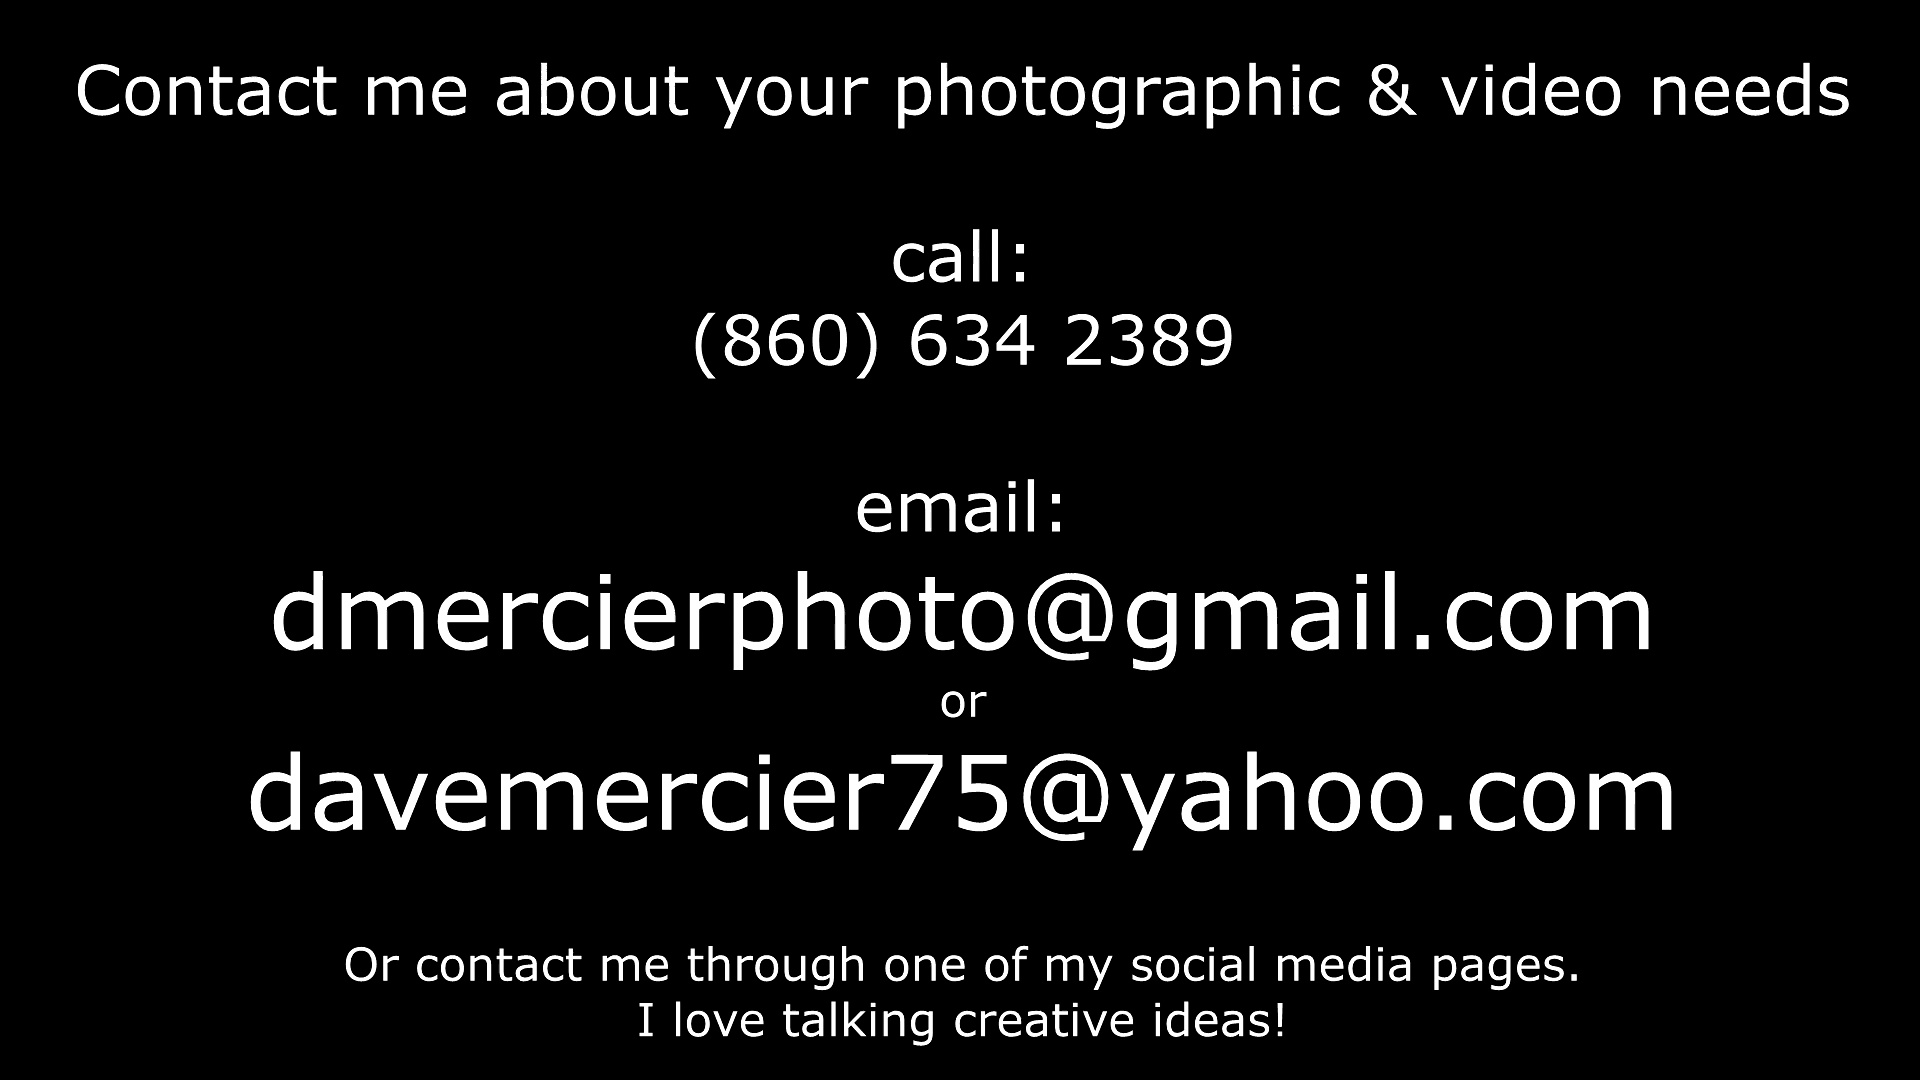 Contact me about your photographic & video needs
call:
(860) 634 2389
email:
dmercierphoto@gmail.com
or
davemercier75@yahoo.com
Or contact me through one of my social media pages.
I love talking creative ideas!